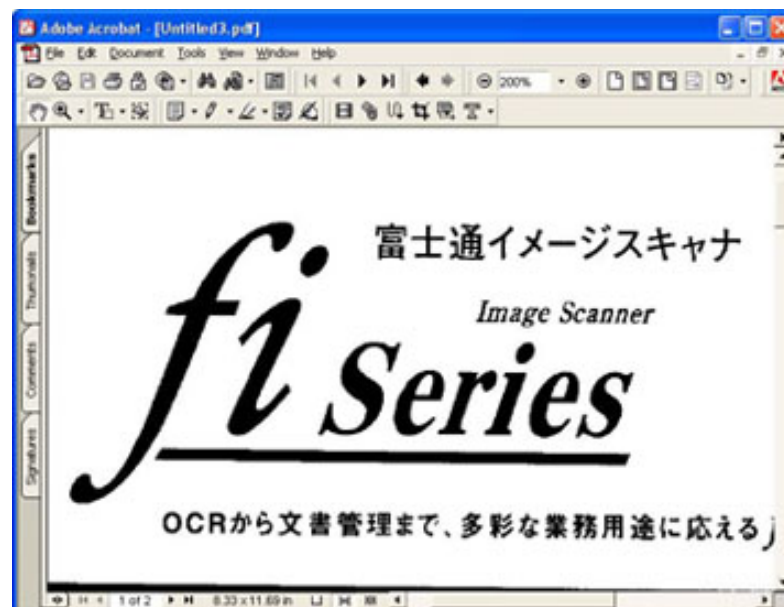 Adobe Acrobat - [Untitled3.pdf]
File Edit Document Tools View Window Help
200%
Bookmarks
Thumbnails
Comments
Signatures
富士通イメージスキャナ
Image Scanner
fi Series
OCRから文書管理まで、多彩な業務用途に応える
1 of 2
8.33 x 11.69 in